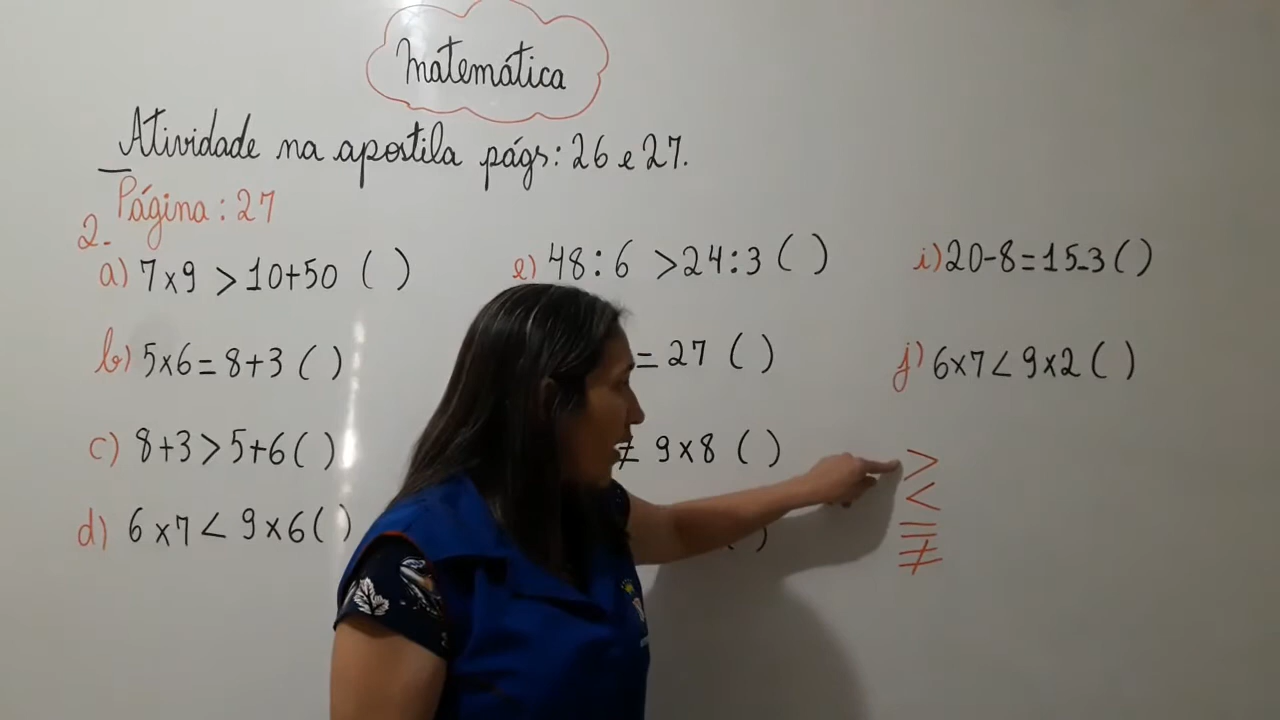 Matemática
Atividade na apostila págs: 26 e 27.
Página: 27
2.
a) 7x9 > 10+50 ( )
b) 5x6 = 8+3 ( )
c) 8+3 > 5+6 ( )
d) 6x7 < 9x6 ( )
e) 48:6 > 24:3 ( )
= 27 ( )
≠ 9x8 ( )
( )
i) 20-8=15-3 ( )
j) 6x7 < 9x2 ( )
>
<
=
≠